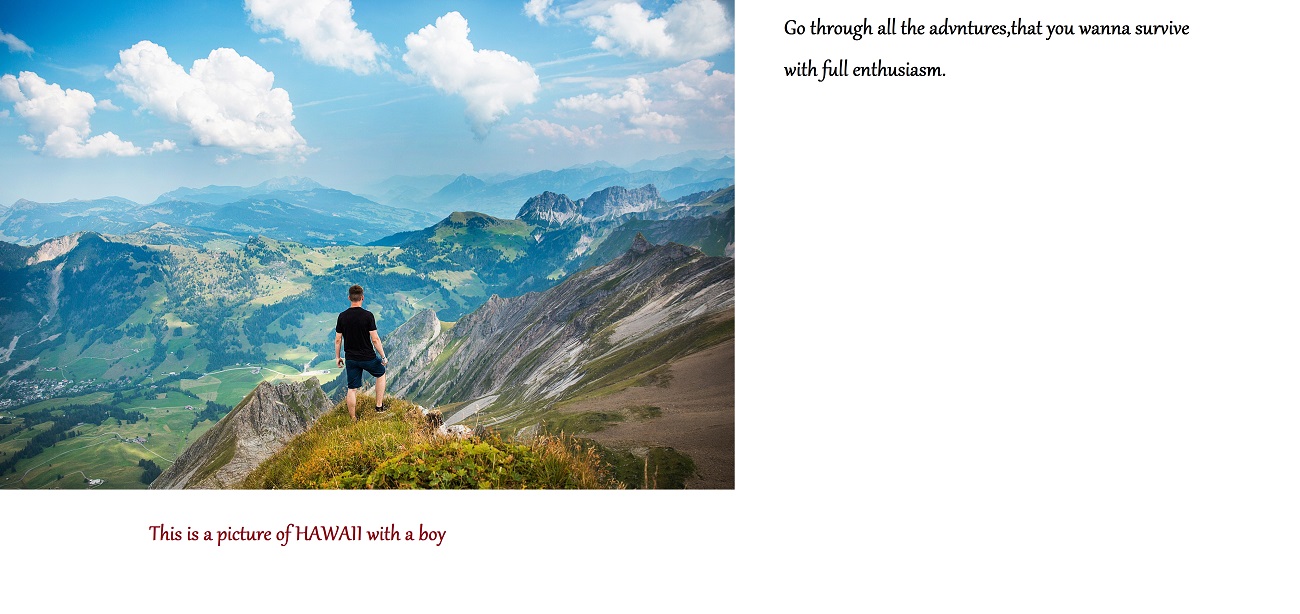 Go through all the advntures,that you wanna survive
with full enthusiasm.
This is a picture of HAWAII with a boy